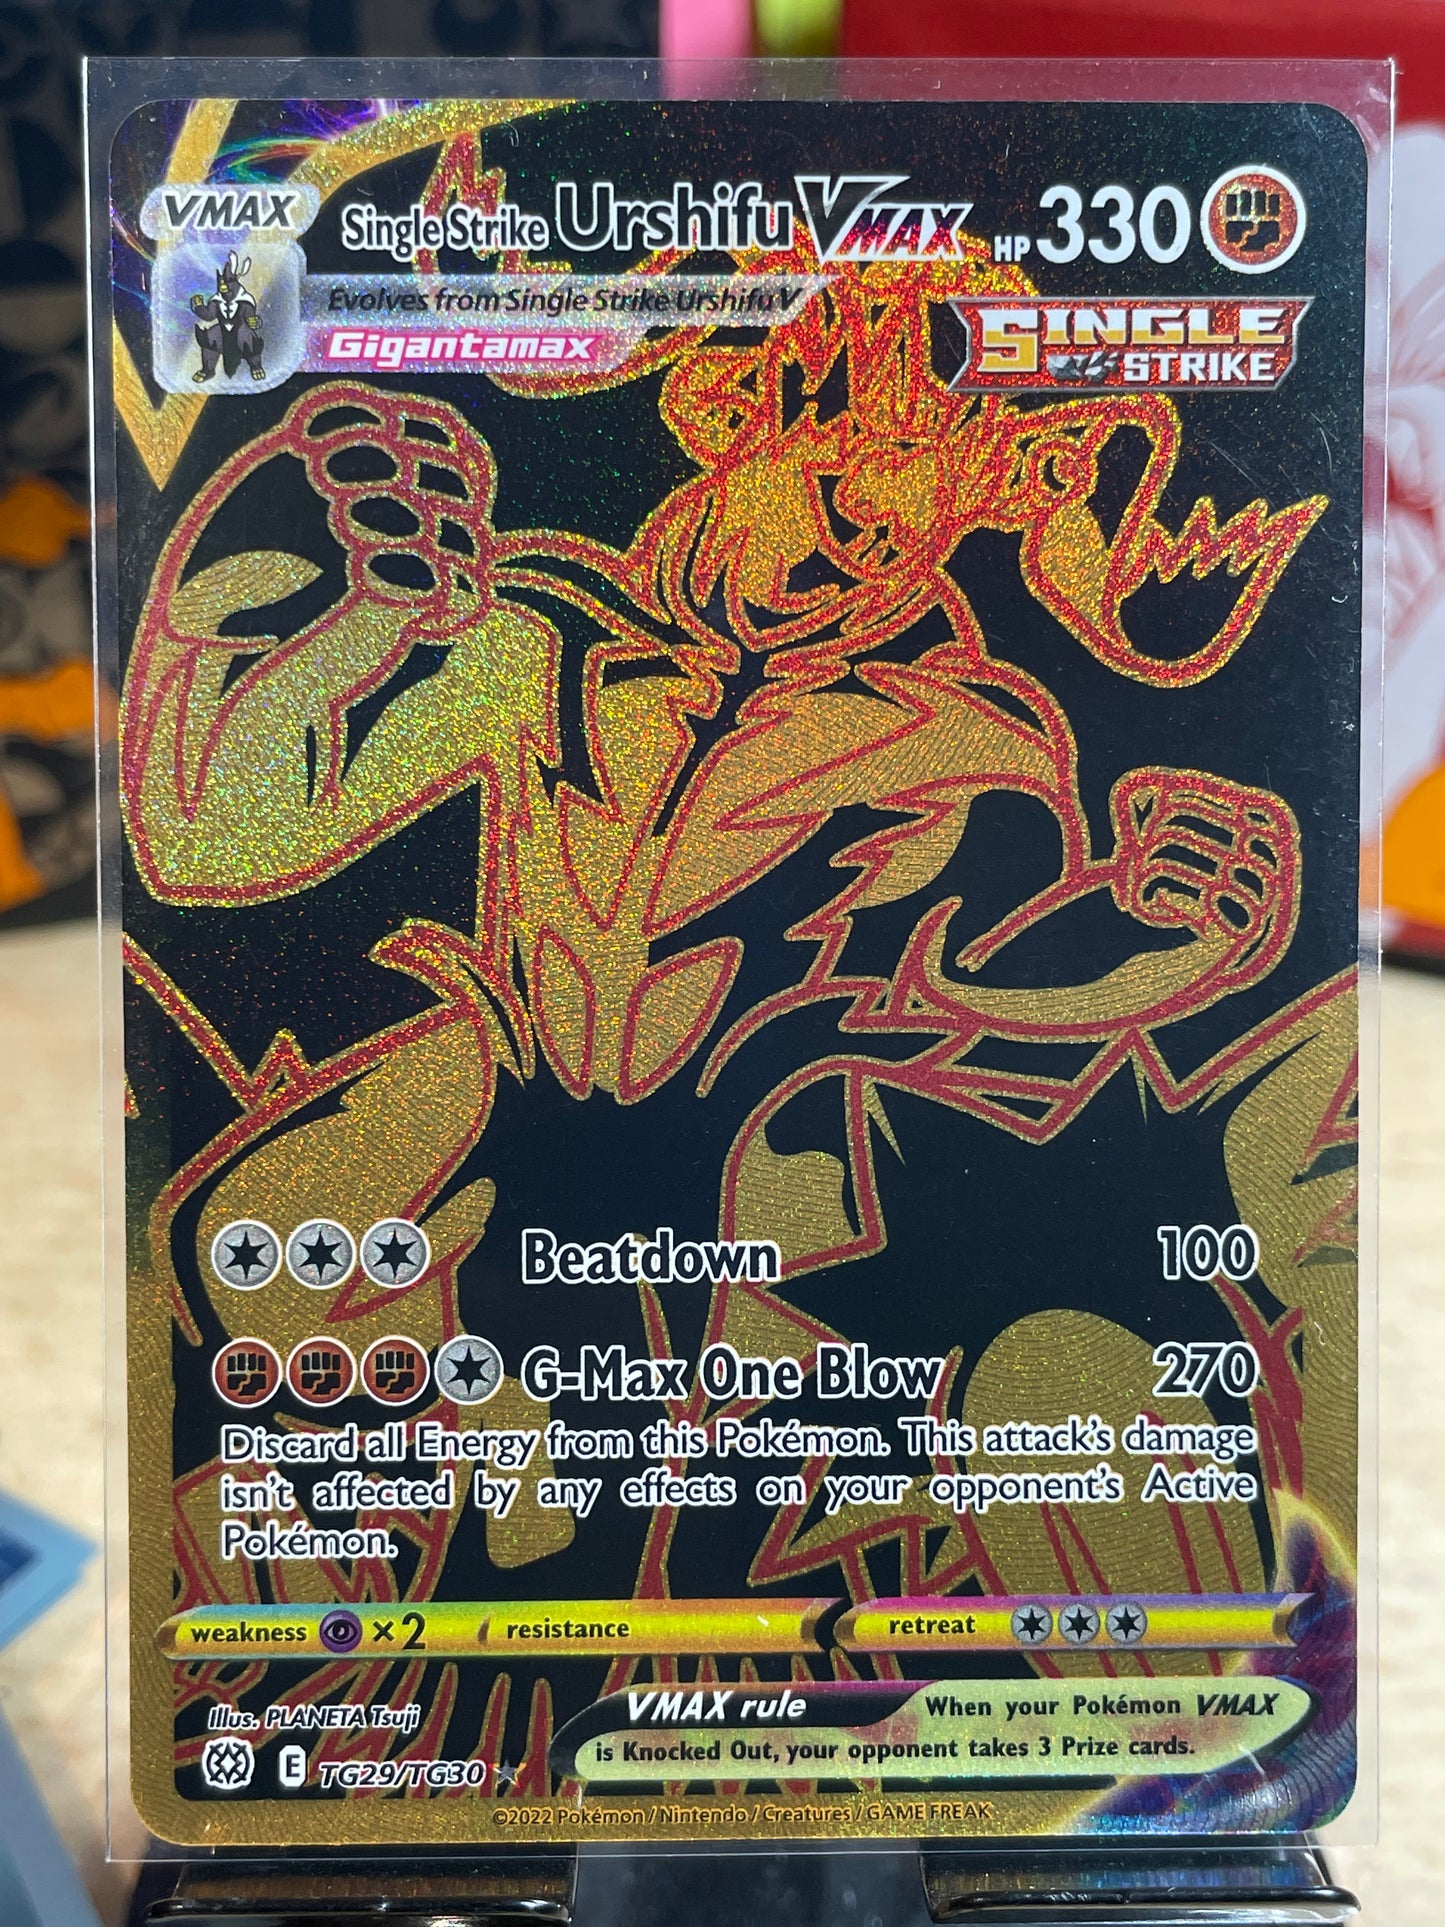 VMAX
Single Strike Urshifu VMAX HP 330
Evolves from Single Strike Urshifu V
Gigantamax
SINGLE
STRIKE
Beatdown 100
G-Max One Blow 270
Discard all Energy from this Pokémon. This attack's damage
isn't affected by any effects on your opponent's Active
Pokémon.
weakness ×2 resistance retreat
Illus. PLANETA Tsuji
VMAX rule When your Pokémon VMAX
is Knocked Out, your opponent takes 3 Prize cards.
E TG29/TG30
©2022 Pokémon / Nintendo / Creatures / GAME FREAK